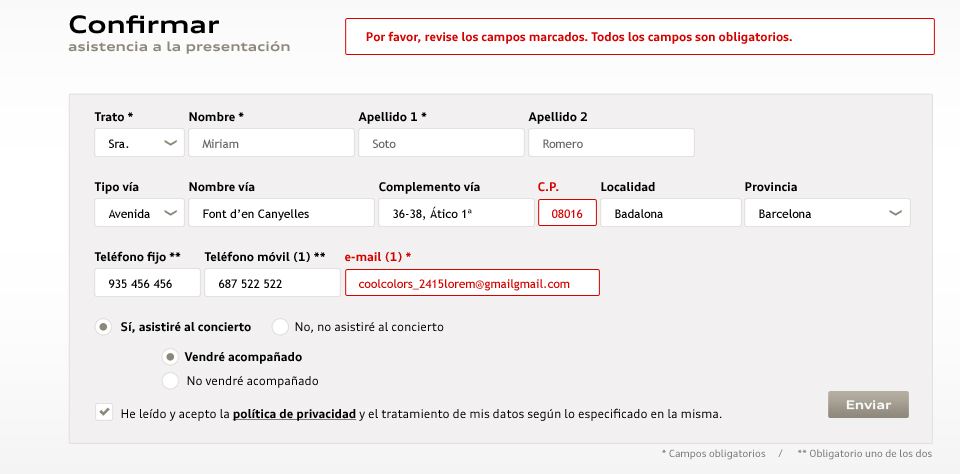 Confirmar
asistencia a la presentación
Por favor, revise los campos marcados. Todos los campos son obligatorios.
Trato * Nombre * Apellido 1 * Apellido 2
Sra. Miriam Soto Romero
Tipo vía Nombre vía Complemento vía C.P. Localidad Provincia
Avenida Font d’en Canyelles 36-38, Ático 1ª 08016 Badalona Barcelona
Teléfono fijo ** Teléfono móvil (1) ** e-mail (1) *
935 456 456 687 522 522 coolcolors_2415lorem@gmailgmail.com
Sí, asistiré al concierto No, no asistiré al concierto
Vendré acompañado
No vendré acompañado
He leído y acepto la política de privacidad y el tratamiento de mis datos según lo especificado en la misma.
Enviar
* Campos obligatorios / ** Obligatorio uno de los dos